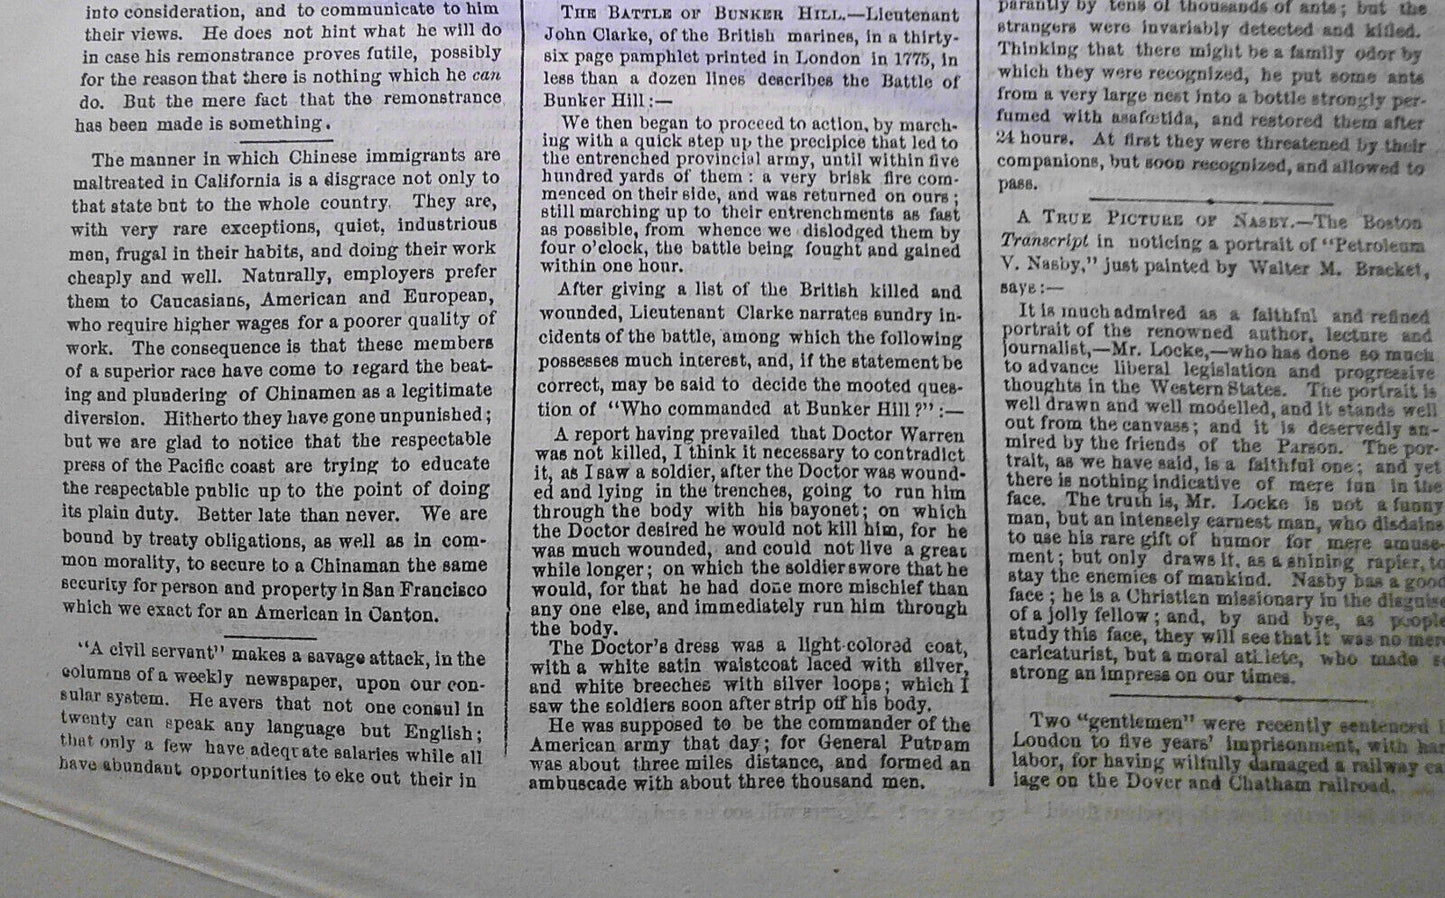 into consideration, and to communicate to him
their views. He does not hint what he will do
in case his remonstrance proves futile, possibly
for the reason that there is nothing which he can
do. But the mere fact that the remonstrance
has been made is something.
The manner in which Chinese immigrants are
maltreated in California is a disgrace not only to
that state but to the whole country. They are,
with very rare exceptions, quiet, industrious
men, frugal in their habits, and doing their work
cheaply and well. Naturally, employers prefer
them to Caucasians, American and European,
who require higher wages for a poorer quality of
work. The consequence is that these members
of a superior race have come to regard the beat-
ing and plundering of Chinamen as a legitimate
diversion. Hitherto they have gone unpunished;
but we are glad to notice that the respectable
press of the Pacific coast are trying to educate
the respectable public up to the point of doing
its plain duty. Better late than never. We are
bound by treaty obligations, as well as in com-
mon morality, to secure to a Chinaman the same
security for person and property in San Francisco
which we exact for an American in Canton.
"A civil servant" makes a savage attack, in the
columns of a weekly newspaper, upon our con-
sular system. He avers that not one consul in
twenty can speak any language but English;
that only a few have adequate salaries while all
have abundant opportunities to eke out their in
THE BATTLE OF BUNKER HILL.—Lieutenant
John Clarke, of the British marines, in a thirty-
six page pamphlet printed in London in 1775, in
less than a dozen lines describes the Battle of
Bunker Hill:—
We then began to proceed to action, by march-
ing with a quick step up the precipice that led to
the entrenched provincial army, until within five
hundred yards of them: a very brisk fire com-
menced on their side, and was returned on ours;
still marching up to their entrenchments as fast
as possible, from whence we dislodged them by
four o'clock, the battle being fought and gained
within one hour.
After giving a list of the British killed and
wounded, Lieutenant Clarke narrates sundry in-
cidents of the battle, among which the following
possesses much interest, and, if the statement be
correct, may be said to decide the mooted ques-
tion of "Who commanded at Bunker Hill?":—
A report having prevailed that Doctor Warren
was not killed, I think it necessary to contradict
it, as I saw a soldier, after the Doctor was wound-
ed and lying in the trenches, going to run him
through the body with his bayonet; on which
the Doctor desired he would not kill him, for he
was much wounded, and could not live a great
while longer; on which the soldier swore that he
would, for that he had done more mischief than
any one else, and immediately run him through
the body.
The Doctor's dress was a light-colored coat,
with a white satin waistcoat laced with silver,
and white breeches with silver loops; which I
saw the soldiers soon after strip off his body.
He was supposed to be the commander of the
American army that day; for General Putnam
was about three miles distance, and formed an
ambuscade with about three thousand men.
parantly by tens of thousands of ants; but the
strangers were invariably detected and killed.
Thinking that there might be a family odor by
which they were recognized, he put some ants
from a very large nest into a bottle strongly per-
fumed with asafœtida, and restored them after
24 hours. At first they were threatened by their
companions, but soon recognized, and allowed to
pass.
A TRUE PICTURE OF NASBY.—The Boston
Transcript in noticing a portrait of "Petroleum
V. Nasby," just painted by Walter M. Bracket,
says:—
It is much admired as a faithful and refined
portrait of the renowned author, lecture and
journalist,—Mr. Locke,—who has done so much
to advance liberal legislation and progressive
thoughts in the Western States. The portrait is
well drawn and well modelled, and it stands well
out from the canvass; and it is deservedly an-
mired by the friends of the Parson. The por-
trait, as we have said, is a faithful one; and yet
there is nothing indicative of mere fun in the
face. The truth is, Mr. Locke is not a funny
man, but an intensely earnest man, who disdains
to use his rare gift of humor for mere amuse-
ment; but only draws it, as a shining rapier, to
stay the enemies of mankind. Nasby has a good
face; he is a Christian missionary in the disguise
of a jolly fellow; and, by and bye, as people
study this face, they will see that it was no mere
caricaturist, but a moral athlete, who made so
strong an impress on our times.
Two "gentlemen" were recently sentenced
London to five years' imprisonment, with har
labor, for having wilfully damaged a railway ca
iage on the Dover and Chatham railroad.